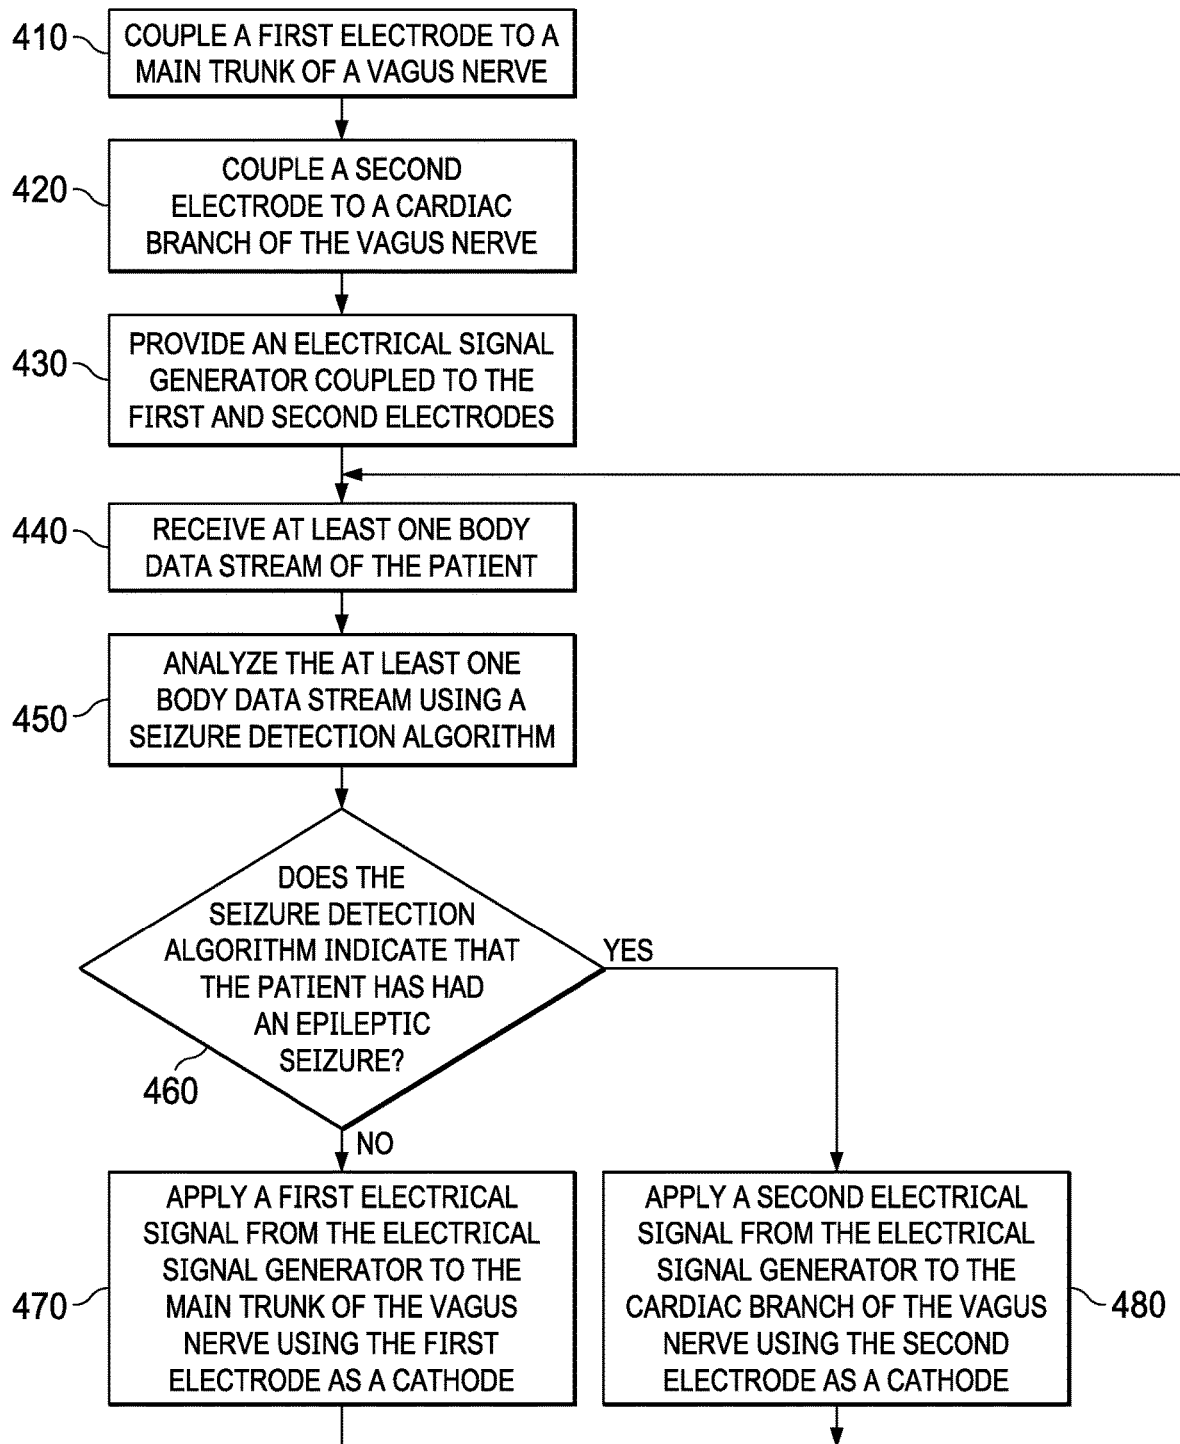 410
COUPLE A FIRST ELECTRODE TO A
MAIN TRUNK OF A VAGUS NERVE
420
COUPLE A SECOND
ELECTRODE TO A CARDIAC
BRANCH OF THE VAGUS NERVE
430
PROVIDE AN ELECTRICAL SIGNAL
GENERATOR COUPLED TO THE
FIRST AND SECOND ELECTRODES
440
RECEIVE AT LEAST ONE BODY
DATA STREAM OF THE PATIENT
450
ANALYZE THE AT LEAST ONE
BODY DATA STREAM USING A
SEIZURE DETECTION ALGORITHM
DOES THE
SEIZURE DETECTION
ALGORITHM INDICATE THAT
THE PATIENT HAS HAD
AN EPILEPTIC
SEIZURE?
460
YES
NO
470
APPLY A FIRST ELECTRICAL
SIGNAL FROM THE ELECTRICAL
SIGNAL GENERATOR TO THE
MAIN TRUNK OF THE VAGUS
NERVE USING THE FIRST
ELECTRODE AS A CATHODE
APPLY A SECOND ELECTRICAL
SIGNAL FROM THE ELECTRICAL
SIGNAL GENERATOR TO THE
CARDIAC BRANCH OF THE VAGUS
NERVE USING THE SECOND
ELECTRODE AS A CATHODE
480